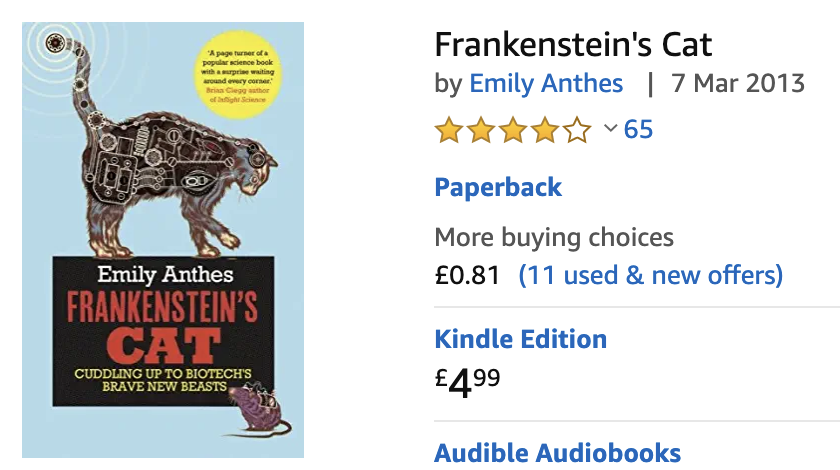 'A page turner of a
popular science book
with a surprise waiting
around every corner.'
Brian Clegg author
of Inflight Science
Emily Anthes
FRANKENSTEIN'S
CAT
CUDDLING UP TO BIOTECH'S
BRAVE NEW BEASTS
Frankenstein's Cat
by Emily Anthes | 7 Mar 2013
65
Paperback
More buying choices
£0.81 (11 used & new offers)
Kindle Edition
£4.99
Audible Audiobooks